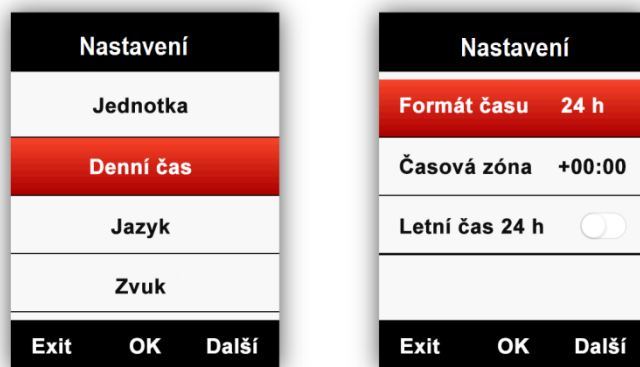 Nastavení
Jednotka
Denní čas
Jazyk
Zvuk
Exit OK Další
Nastavení
Formát času 24 h
Časová zóna +00:00
Letní čas 24 h
Exit OK Další